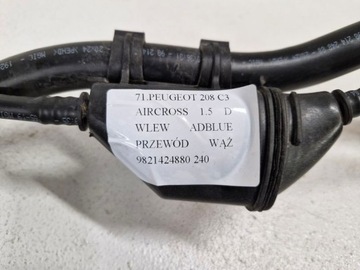 71.PEUGEOT 208 C3
AIRCROSS 1.5 D
WLEW ADBLUE
PRZEWÓD WĄŻ
9821424880 240